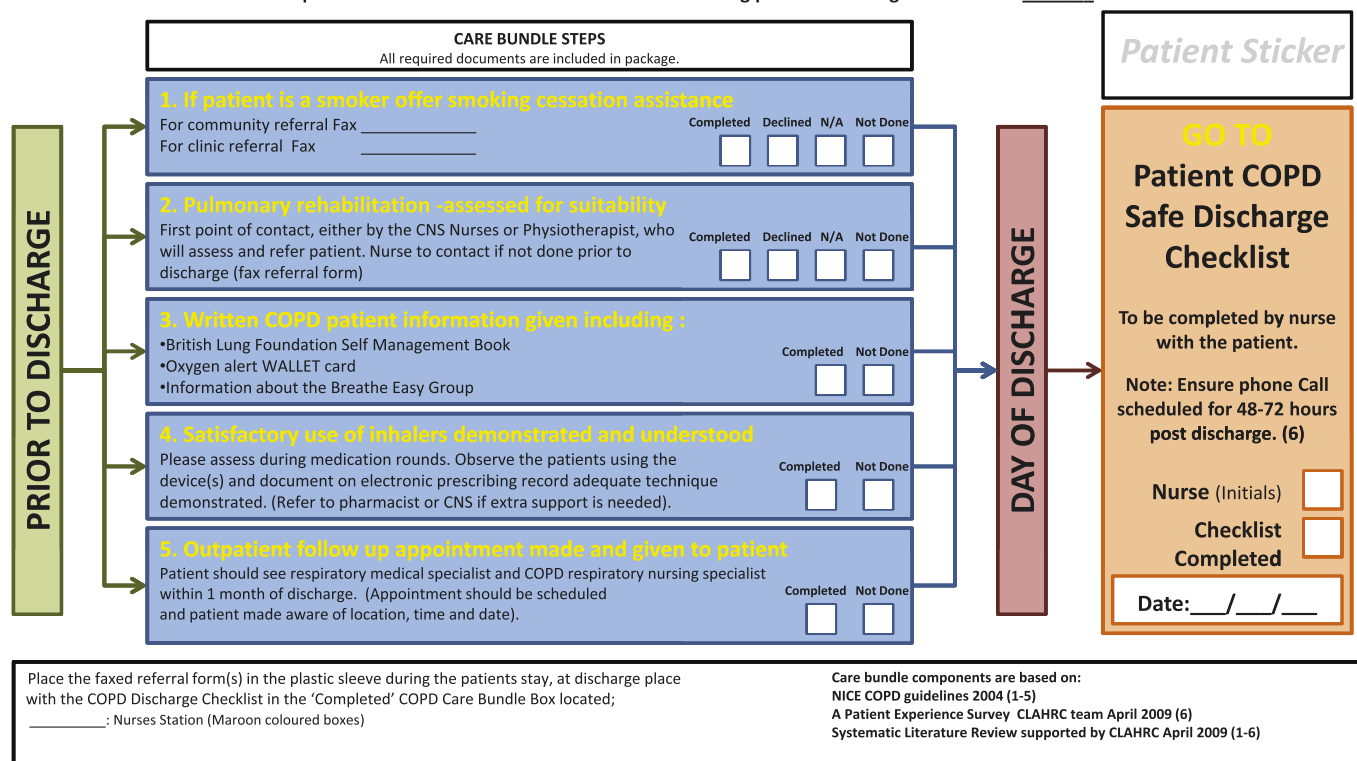 CARE BUNDLE STEPS
All required documents are included in package.
Patient Sticker
PRIOR TO DISCHARGE
1. If patient is a smoker offer smoking cessation assistance
For community referral Fax _____________
For clinic referral  Fax _____________
Completed Declined N/A Not Done
2. Pulmonary rehabilitation -assessed for suitability
First point of contact, either by the CNS Nurses or Physiotherapist, who
will assess and refer patient. Nurse to contact if not done prior to
discharge (fax referral form)
Completed Declined N/A Not Done
3. Written COPD patient information given including :
•British Lung Foundation Self Management Book
•Oxygen alert WALLET card
•Information about the Breathe Easy Group
Completed Not Done
4. Satisfactory use of inhalers demonstrated and understood
Please assess during medication rounds. Observe the patients using the
device(s) and document on electronic prescribing record adequate technique
demonstrated. (Refer to pharmacist or CNS if extra support is needed).
Completed Not Done
5. Outpatient follow up appointment made and given to patient
Patient should see respiratory medical specialist and COPD respiratory nursing specialist
within 1 month of discharge.  (Appointment should be scheduled
and patient made aware of location, time and date).
Completed Not Done
DAY OF DISCHARGE
GO TO
Patient COPD
Safe Discharge
Checklist
To be completed by nurse
with the patient.
Note: Ensure phone Call
scheduled for 48-72 hours
post discharge. (6)
Nurse (Initials)
Checklist
Completed
Date:___/___/___
Place the faxed referral form(s) in the plastic sleeve during the patients stay, at discharge place
with the COPD Discharge Checklist in the ‘Completed’ COPD Care Bundle Box located;
__________: Nurses Station (Maroon coloured boxes)
Care bundle components are based on:
NICE COPD guidelines 2004 (1-5)
A Patient Experience Survey  CLAHRC team April 2009 (6)
Systematic Literature Review supported by CLAHRC April 2009 (1-6)